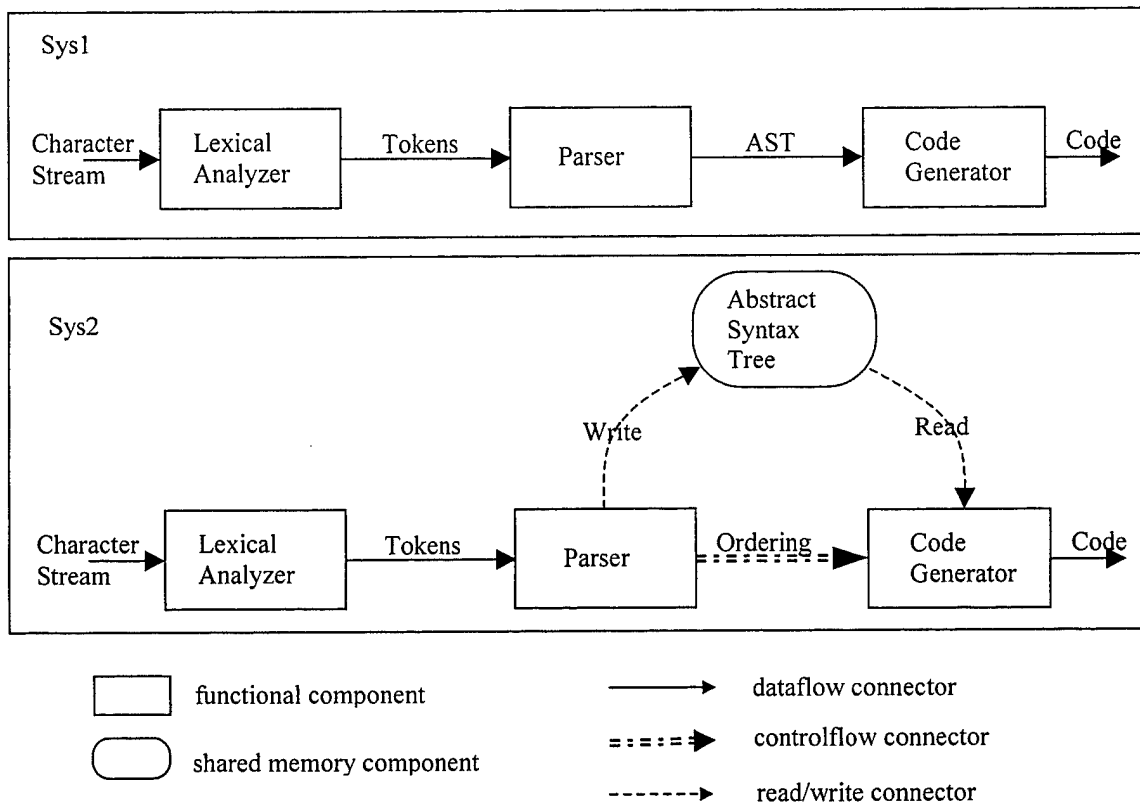 Sys1
Character
Stream
Lexical
Analyzer
Tokens
Parser
AST
Code
Generator
Code
Sys2
Abstract
Syntax
Tree
Write
Read
Character
Stream
Lexical
Analyzer
Tokens
Parser
Ordering
Code
Generator
Code
functional component
dataflow connector
controlflow connector
shared memory component
read/write connector